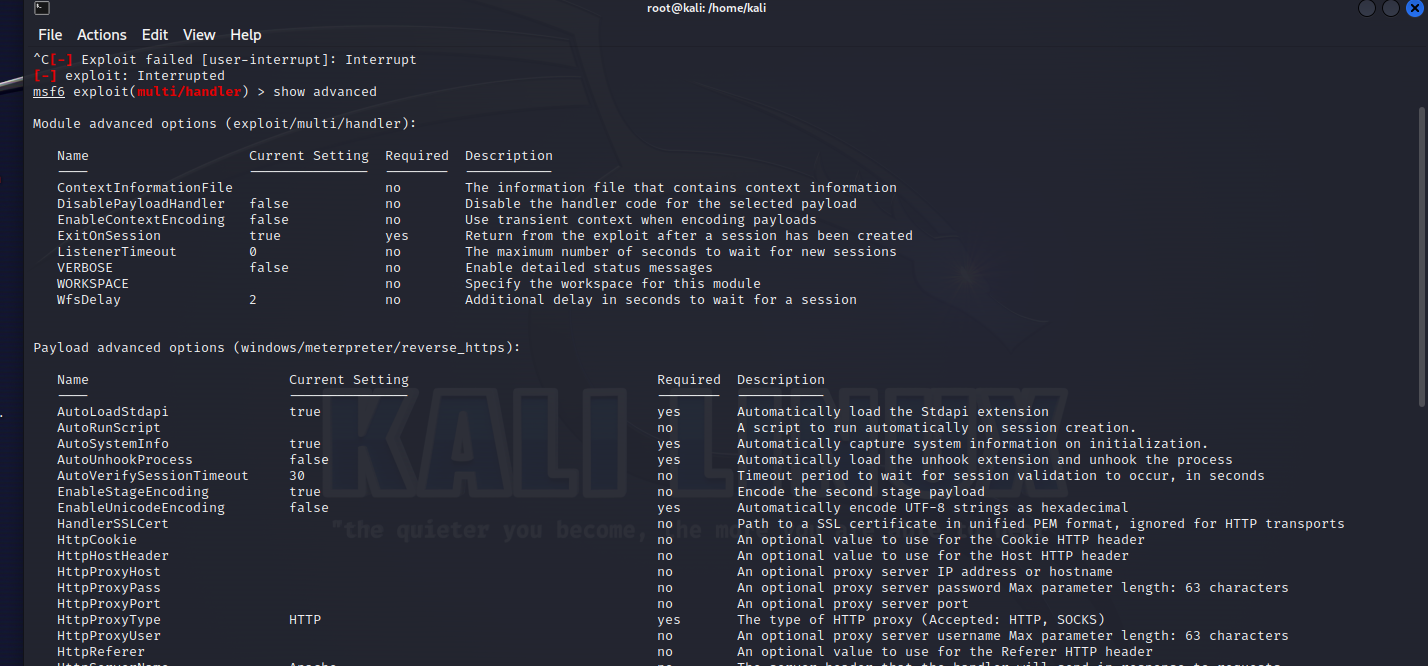 root@kali: /home/kali
File Actions Edit View Help
^C[-] Exploit failed [user-interrupt]: Interrupt
[-] exploit: Interrupted
msf6 exploit(multi/handler) > show advanced
Module advanced options (exploit/multi/handler):
Name Current Setting Required Description
ContextInformationFile no The information file that contains context information
DisablePayloadHandler false no Disable the handler code for the selected payload
EnableContextEncoding false no Use transient context when encoding payloads
ExitOnSession true yes Return from the exploit after a session has been created
ListenerTimeout 0 no The maximum number of seconds to wait for new sessions
VERBOSE false no Enable detailed status messages
WORKSPACE no Specify the workspace for this module
WfsDelay 2 no Additional delay in seconds to wait for a session
Payload advanced options (windows/meterpreter/reverse_https):
Name Current Setting Required Description
AutoLoadStdapi true yes Automatically load the Stdapi extension
AutoRunScript no A script to run automatically on session creation.
AutoSystemInfo true yes Automatically capture system information on initialization.
AutoUnhookProcess false yes Automatically load the unhook extension and unhook the process
AutoVerifySessionTimeout 30 no Timeout period to wait for session validation to occur, in seconds
EnableStageEncoding true no Encode the second stage payload
EnableUnicodeEncoding false yes Automatically encode UTF-8 strings as hexadecimal
HandlerSSLCert no Path to a SSL certificate in unified PEM format, ignored for HTTP transports
HttpCookie no An optional value to use for the Cookie HTTP header
HttpHostHeader no An optional value to use for the Host HTTP header
HttpProxyHost no An optional proxy server IP address or hostname
HttpProxyPass no An optional proxy server password Max parameter length: 63 characters
HttpProxyPort no An optional proxy server port
HttpProxyType HTTP yes The type of HTTP proxy (Accepted: HTTP, SOCKS)
HttpProxyUser no An optional proxy server username Max parameter length: 63 characters
HttpReferer no An optional value to use for the Referer HTTP header
HttpServerName Apache no The server header that the handler will send in response to requests
KALI LINUX
"the quieter you become, the more